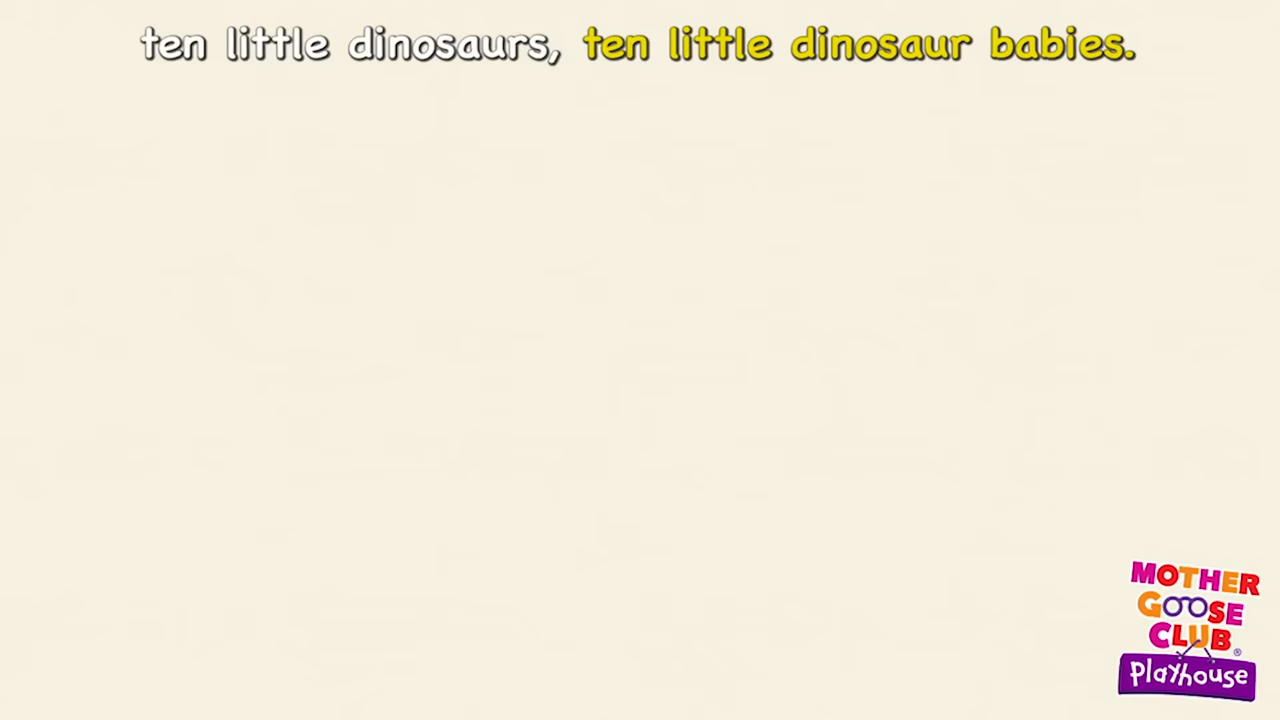 ten little dinosaurs, ten little dinosaur babies.
MOTHER
GOOSE
CLUB®
Playhouse